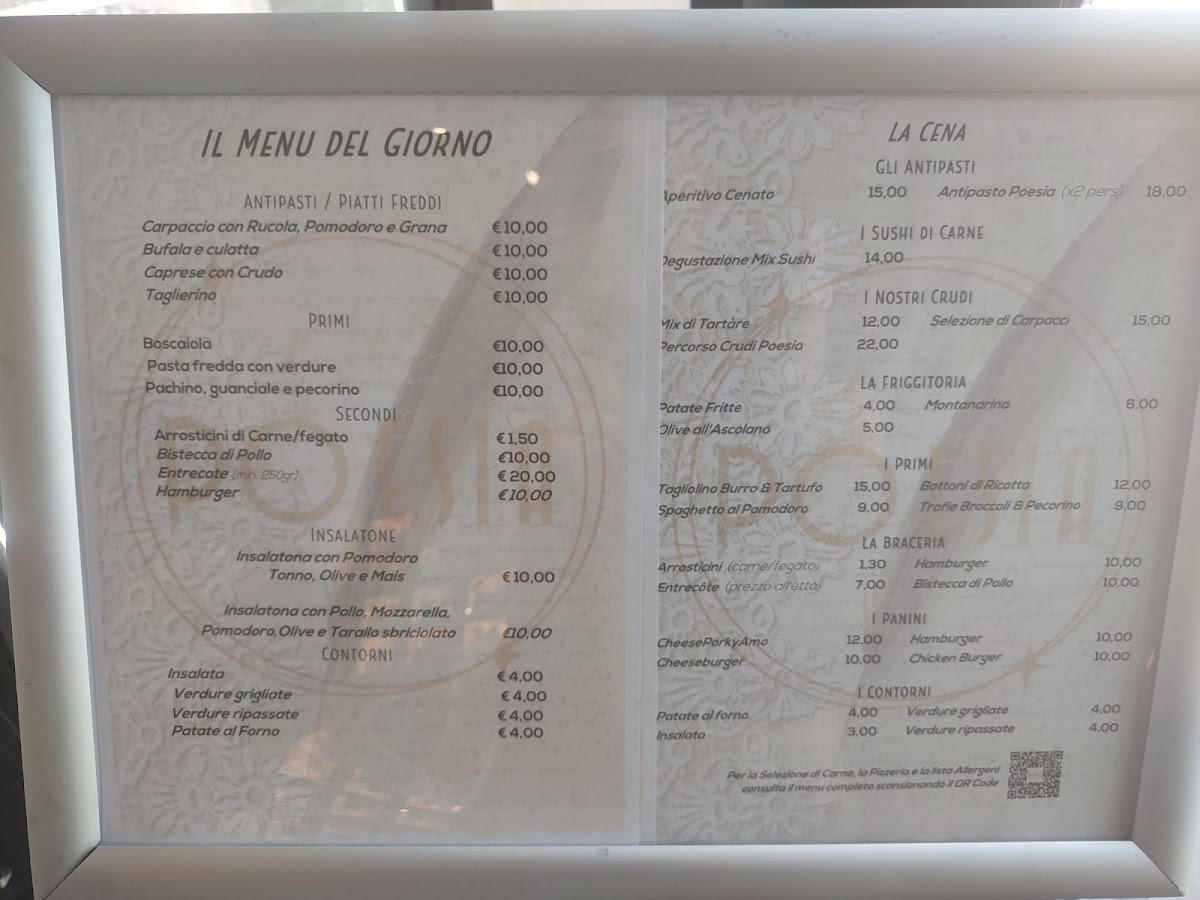 IL MENU DEL GIORNO
ANTIPASTI / PIATTI FREDDI
Carpaccio con Rucola, Pomodoro e Grana €10,00
Bufala e culatta €10,00
Caprese con Crudo €10,00
Taglierino €10,00
PRIMI
Boscaiola €10,00
Pasta fredda con verdure €10,00
Pachino, guanciale e pecorino €10,00
SECONDI
Arrosticini di Carne/fegato €1,50
Bistecca di Pollo €10,00
Entrecote (min. 250gr) €20,00
Hamburger €10,00
INSALATONE
Insalatona con Pomodoro
Tonno, Olive e Mais €10,00
Insalatona con Pollo, Mozzarella,
Pomodoro,Olive e Tarallo sbriciolato €10,00
CONTORNI
Insalata €4,00
Verdure grigliate €4,00
Verdure ripassate €4,00
Patate al Forno €4,00
POESIA
LA CENA
GLI ANTIPASTI
Aperitivo Cenato 15,00 Antipasto Poesia (x2 pers) 18,00
I SUSHI DI CARNE
Degustazione Mix Sushi 14,00
I NOSTRI CRUDI
Mix di Tartàre 12,00 Selezione di Carpacci 15,00
Percorso Crudi Poesia 22,00
LA FRIGGITORIA
Patate Fritte 4,00 Montanarina 6,00
Olive all'Ascolana 5,00
I PRIMI
Tagliolino Burro & Tartufo 15,00 Bottoni di Ricotta 12,00
Spaghetto al Pomodoro 9,00 Trofie Broccoli & Pecorino 9,00
LA BRACERIA
Arrosticini (carne/fegato) 1,30 Hamburger 10,00
Entrecôte (prezzo all'etto) 7,00 Bistecca di Pollo 10,00
I PANINI
CheesePorkyAmo 12,00 Hamburger 10,00
Cheeseburger 10,00 Chicken Burger 10,00
I CONTORNI
Patate al forno 4,00 Verdure grigliate 4,00
Insalata 3,00 Verdure ripassate 4,00
Per la Selezione di Carne, la Pizzeria e la lista Allergeni
consulta il menu completo scansionando il QR Code
POESIA